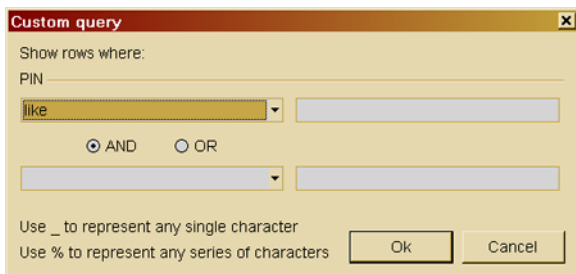 Custom query
Show rows where:
PIN
like
AND OR
Use _ to represent any single character
Use % to represent any series of characters
Ok Cancel